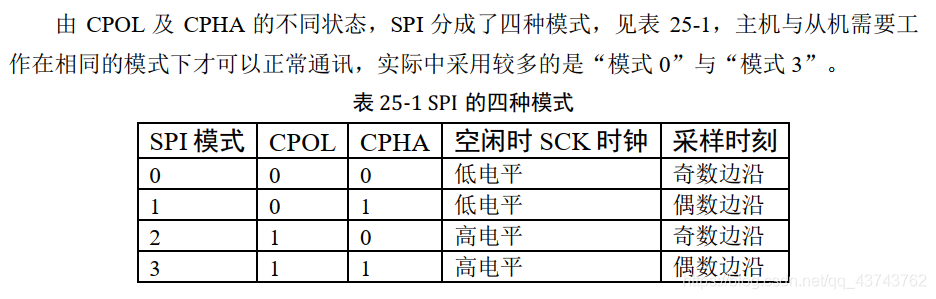 由 CPOL 及 CPHA 的不同状态，SPI 分成了四种模式，见表 25-1，主机与从机需要工
作在相同的模式下才可以正常通讯，实际中采用较多的是“模式 0”与“模式 3”。
表 25-1 SPI 的四种模式
SPI 模式 CPOL CPHA 空闲时 SCK 时钟 采样时刻
0 0 0 低电平 奇数边沿
1 0 1 低电平 偶数边沿
2 1 0 高电平 奇数边沿
3 1 1 高电平 偶数边沿
https://blog.csdn.net/qq_43743762